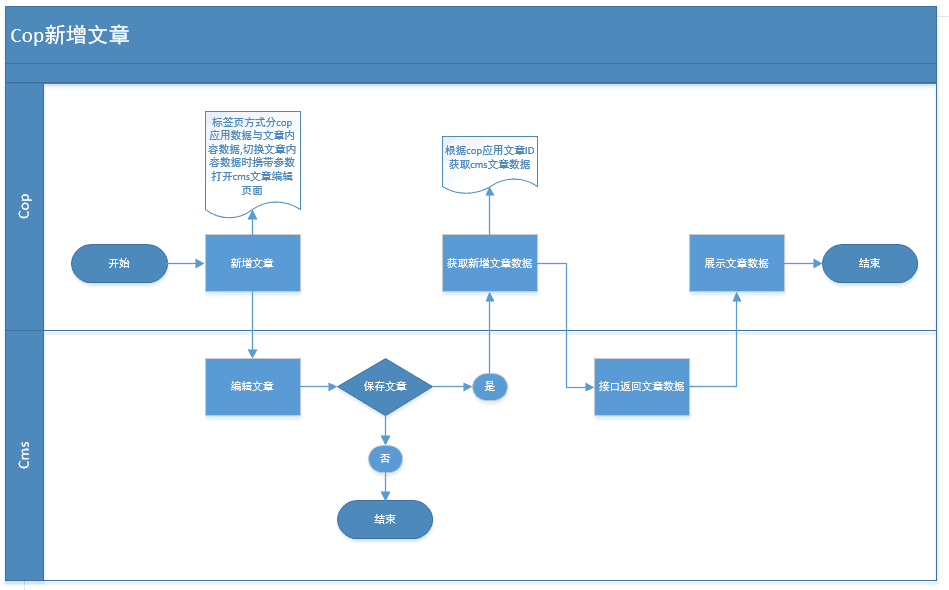 Cop新增文章
Cop
标签页方式分cop
应用数据与文章内
容数据,切换文章内
容数据时携带参数
打开cms文章编辑
页面
根据cop应用文章ID
获取cms文章数据
开始
新增文章
获取新增文章数据
展示文章数据
结束
Cms
编辑文章
保存文章
是
接口返回文章数据
否
结束